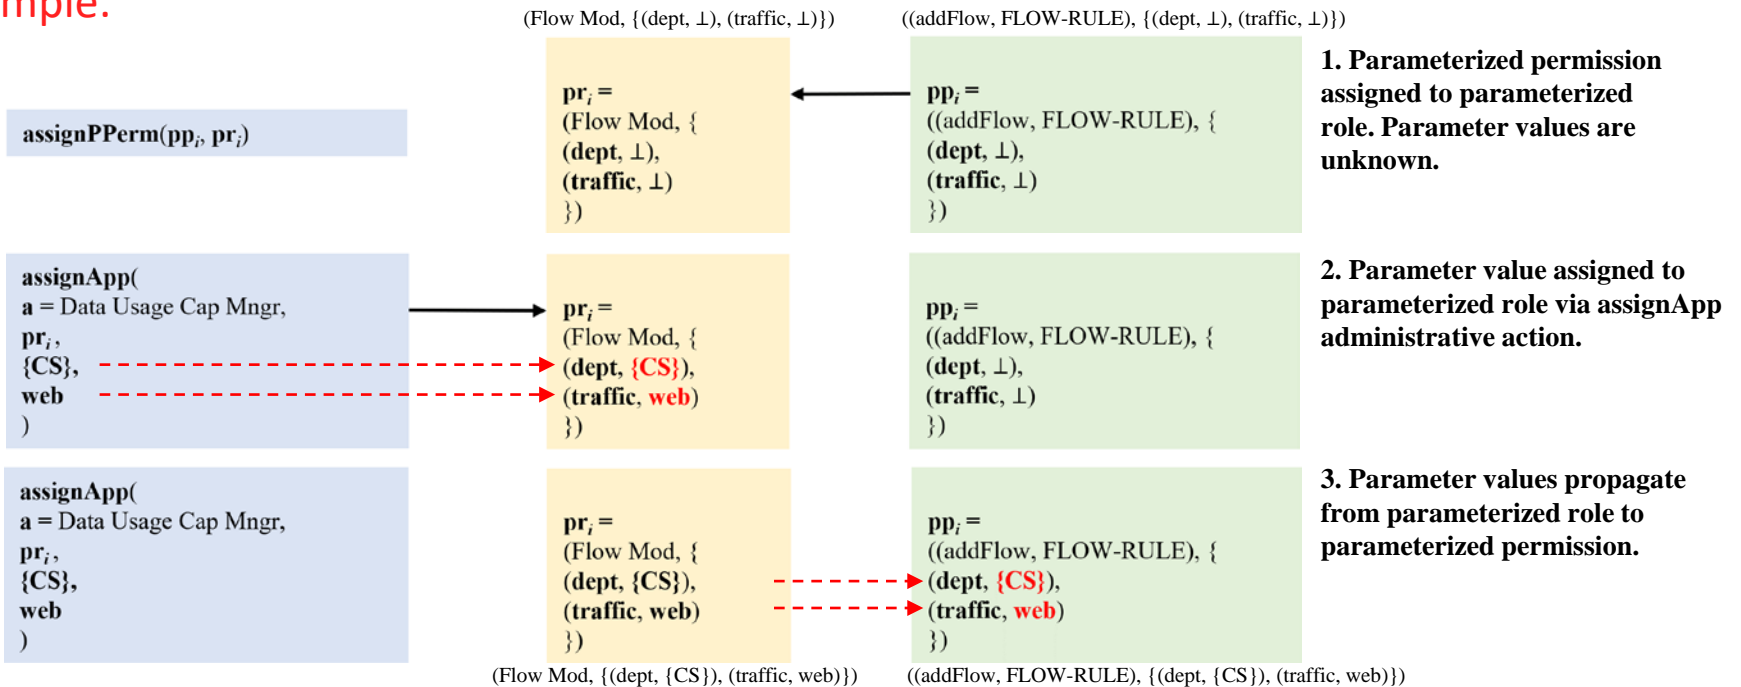 mple:
(Flow Mod, {(dept, ⊥), (traffic, ⊥)})
((addFlow, FLOW-RULE), {(dept, ⊥), (traffic, ⊥)})
assignPPerm(ppᵢ, prᵢ)
prᵢ =
(Flow Mod, {
(dept, ⊥),
(traffic, ⊥)
})
ppᵢ =
((addFlow, FLOW-RULE), {
(dept, ⊥),
(traffic, ⊥)
})
1. Parameterized permission
assigned to parameterized
role. Parameter values are
unknown.
assignApp(
a = Data Usage Cap Mngr,
prᵢ,
{CS},
web
)
prᵢ =
(Flow Mod, {
(dept, {CS}),
(traffic, web)
})
ppᵢ =
((addFlow, FLOW-RULE), {
(dept, ⊥),
(traffic, ⊥)
})
2. Parameter value assigned to
parameterized role via assignApp
administrative action.
assignApp(
a = Data Usage Cap Mngr,
prᵢ,
{CS},
web
)
prᵢ =
(Flow Mod, {
(dept, {CS}),
(traffic, web)
})
ppᵢ =
((addFlow, FLOW-RULE), {
(dept, {CS}),
(traffic, web)
})
3. Parameter values propagate
from parameterized role to
parameterized permission.
(Flow Mod, {(dept, {CS}), (traffic, web)})
((addFlow, FLOW-RULE), {(dept, {CS}), (traffic, web)})